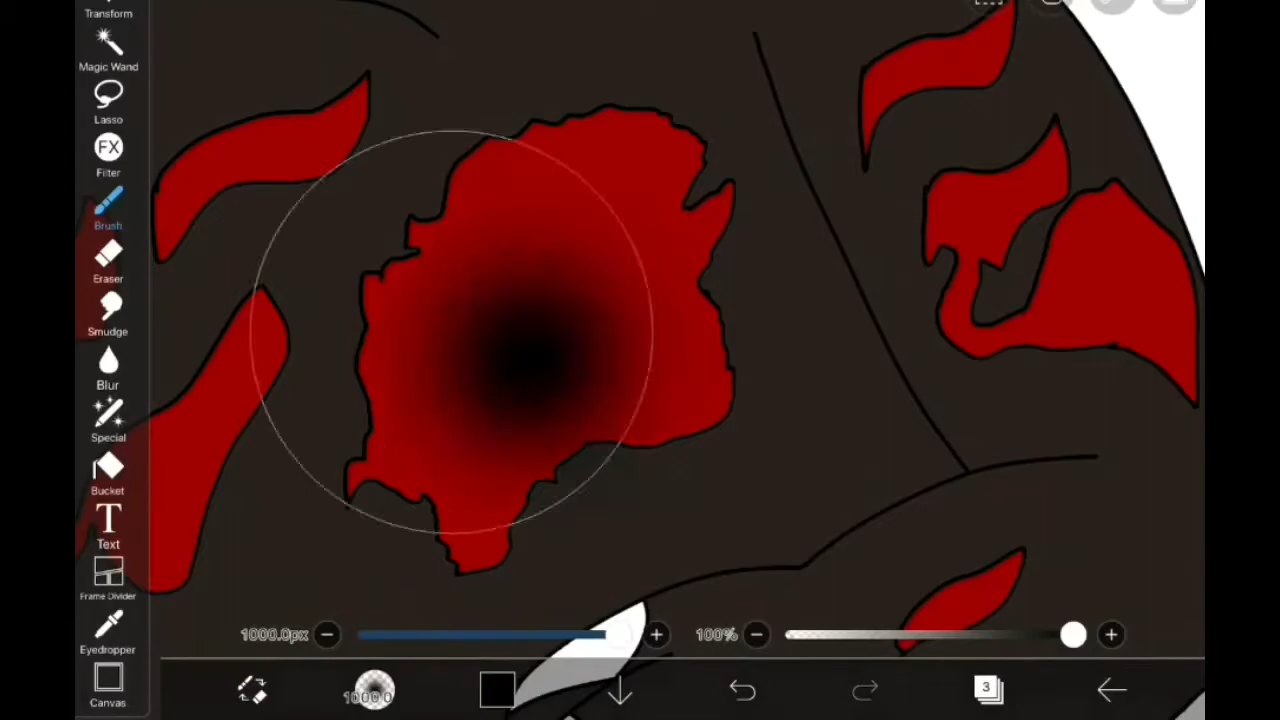 Transform
Magic Wand
Lasso
FX
Filter
Brush
Eraser
Smudge
Blur
Special
Bucket
T
Text
Frame Divider
Eyedropper
Canvas
1000.0px
100%
1000.0
3